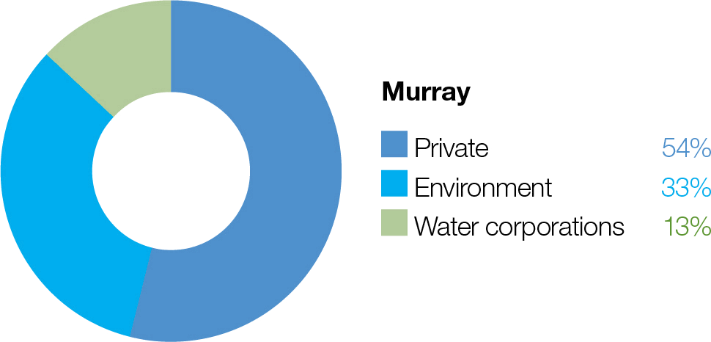 Murray
Private 54%
Environment 33%
Water corporations 13%